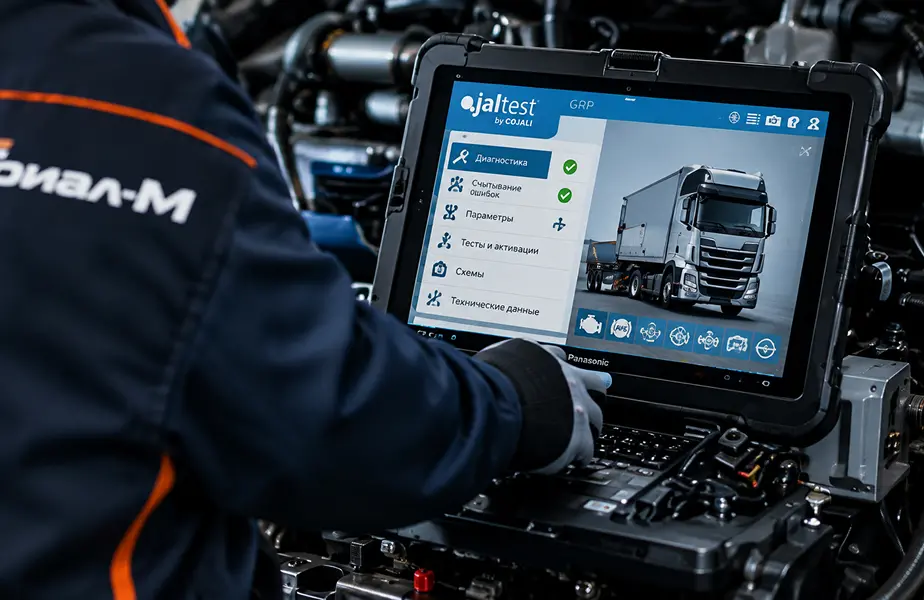 риал-М
jaltest
by COJALI
GRP
Диагностика
Считывание
ошибок
Параметры
Тесты и активации
Схемы
Технические данные
Panasonic